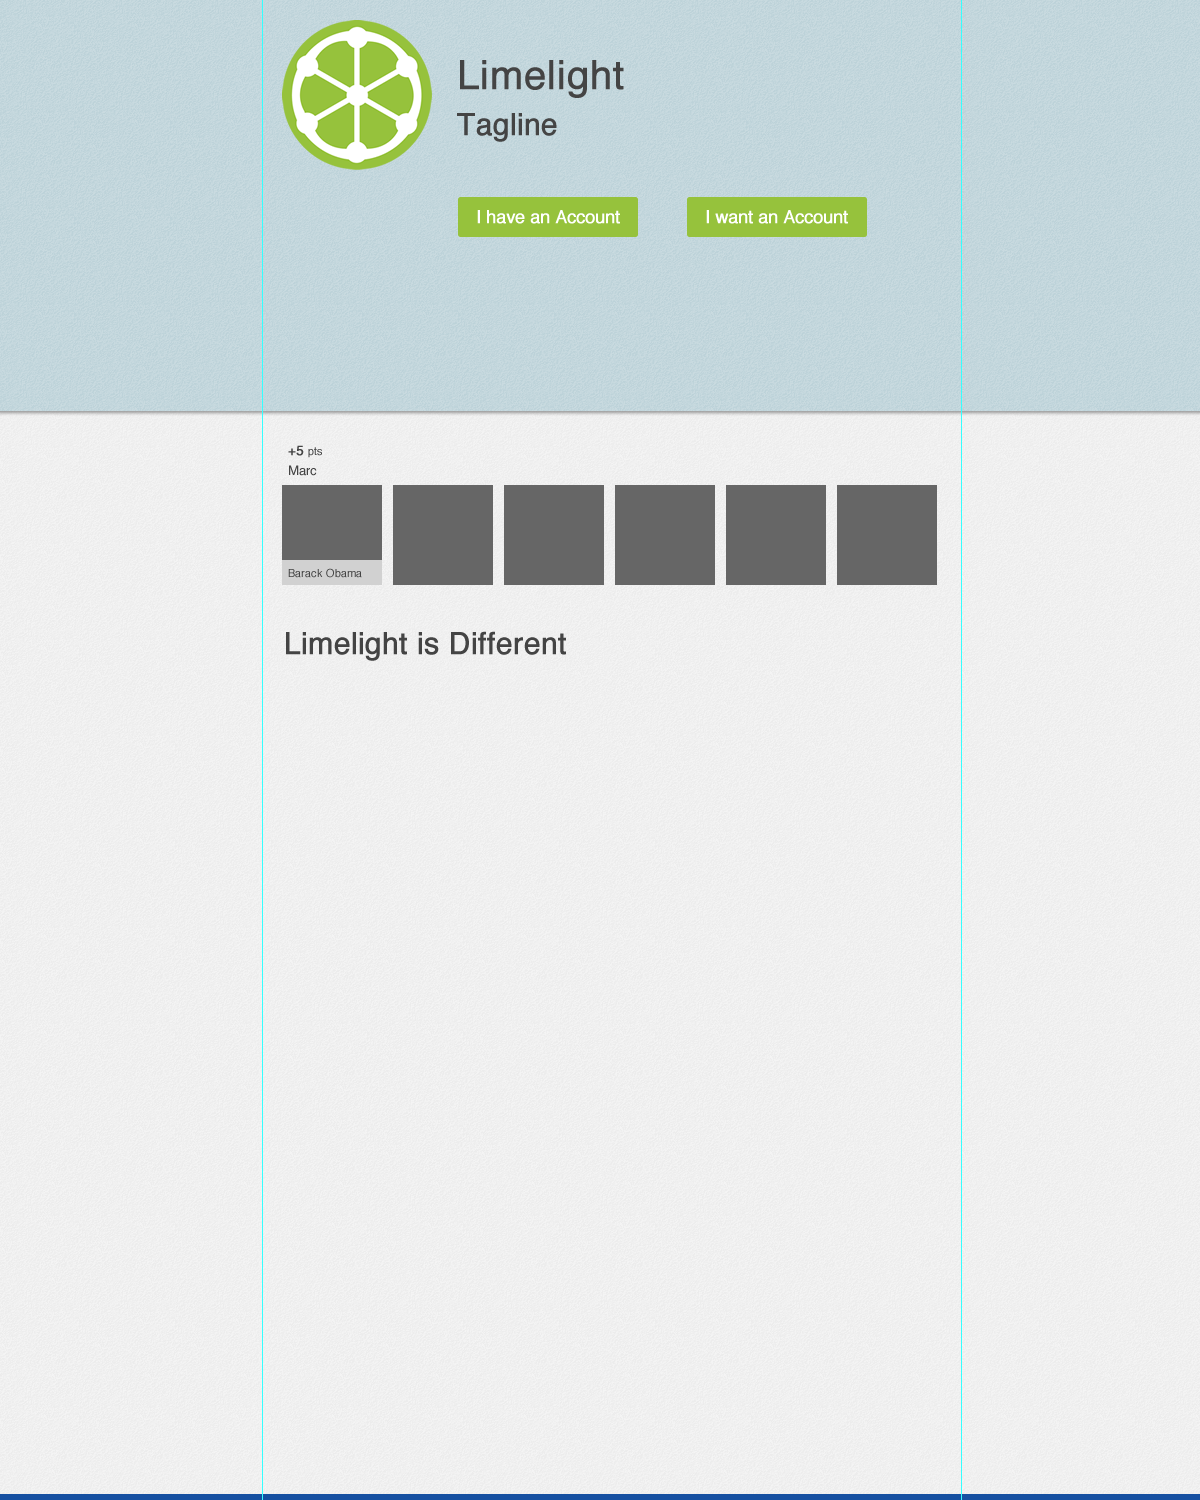 Limelight
Tagline
I have an Account
I want an Account
+5 pts
Marc
Barack Obama
Limelight is Different